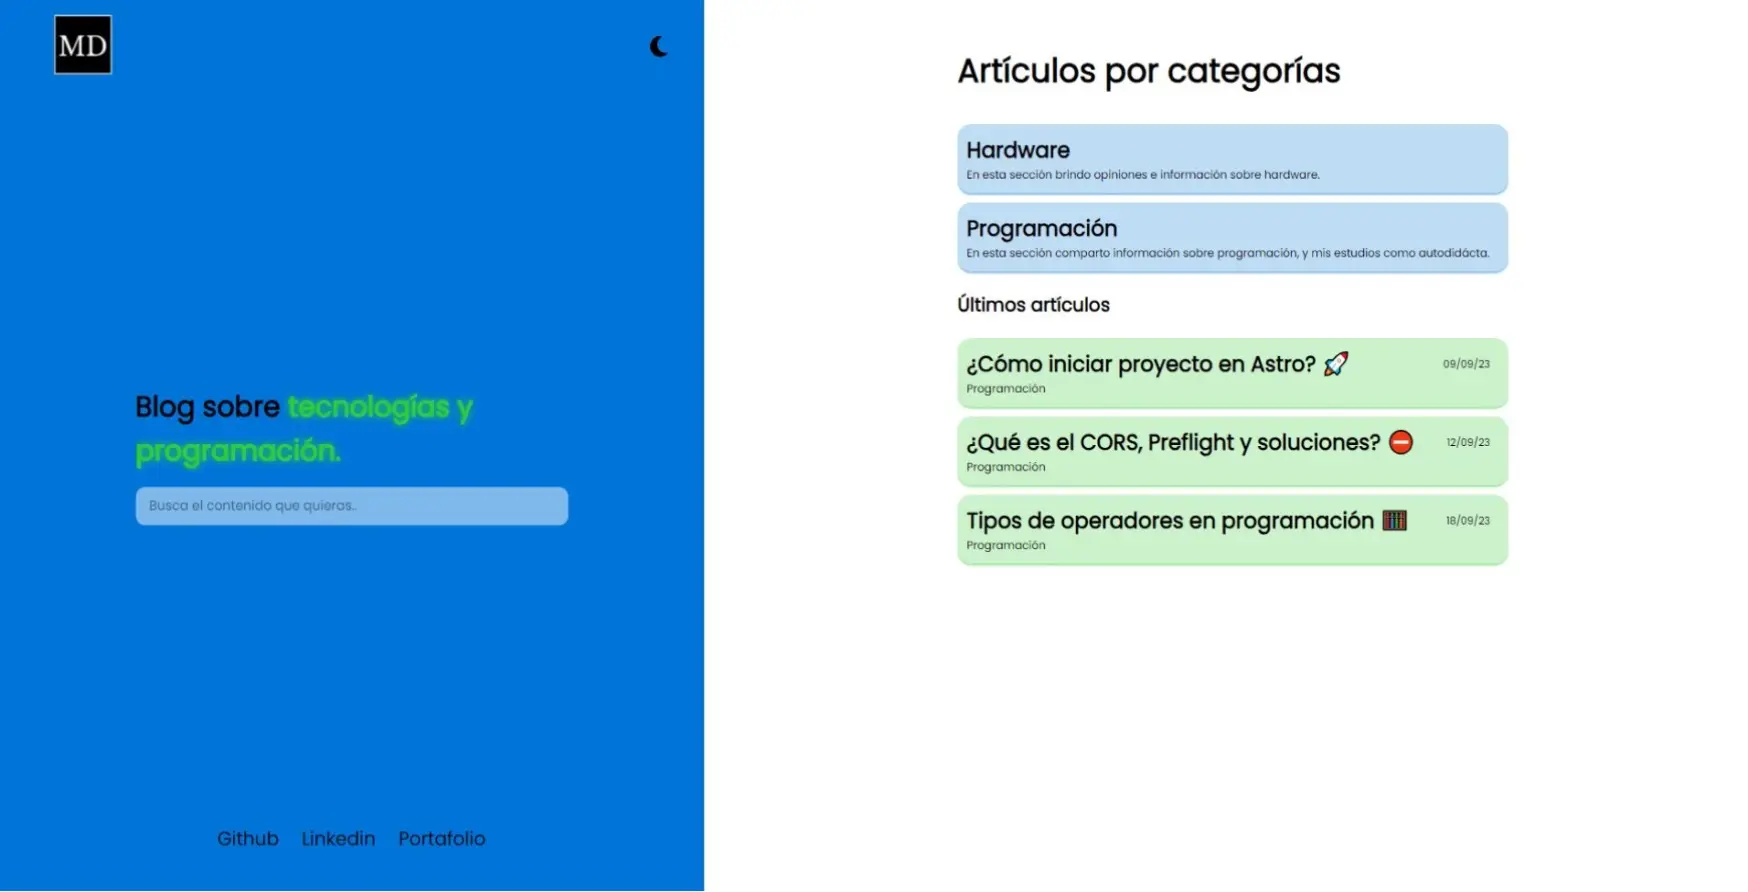 MD
Blog sobre tecnologías y
programación.
Busca el contenido que quieras..
Github Linkedin Portafolio
Artículos por categorías
Hardware
En esta sección brindo opiniones e información sobre hardware.
Programación
En esta sección comparto información sobre programación, y mis estudios como autodidácta.
Últimos artículos
¿Cómo iniciar proyecto en Astro? 🚀 09/09/23
Programación
¿Qué es el CORS, Preflight y soluciones? ⛔ 12/09/23
Programación
Tipos de operadores en programación 🧮 18/09/23
Programación